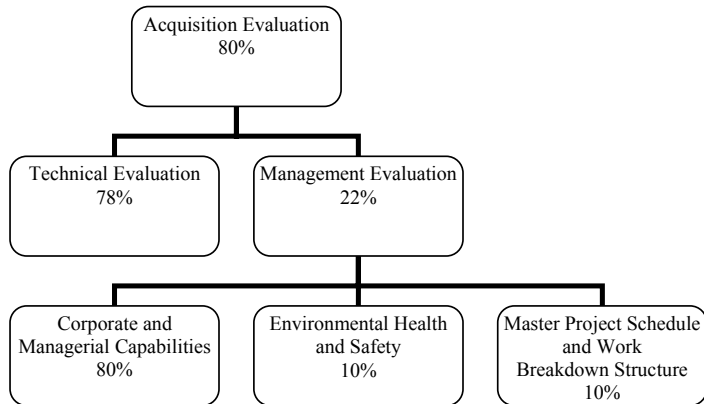 Acquisition Evaluation
80%
Technical Evaluation
78%
Management Evaluation
22%
Corporate and
Managerial Capabilities
80%
Environmental Health
and Safety
10%
Master Project Schedule
and Work
Breakdown Structure
10%